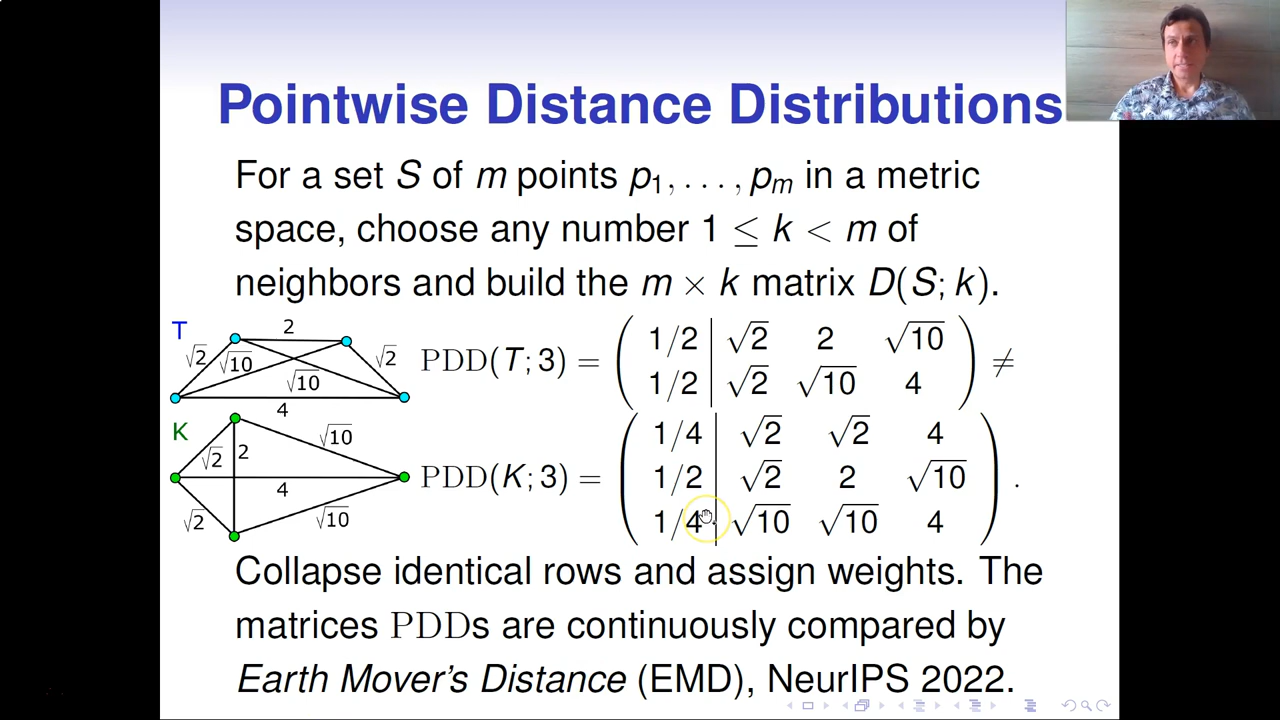 Pointwise Distance Distributions
For a set S of m points p₁, . . . , pₘ in a metric
space, choose any number 1 ≤ k < m of
neighbors and build the m × k matrix D(S; k).
T
2
√2 √10 √10 √2
4
PDD(T; 3) = ( 1/2 | √2 2 √10 ) ≠
( 1/2 | √2 √10 4 )
K
√10
√2 2
4
√2 √10
PDD(K; 3) = ( 1/4 | √2 √2 4 )
( 1/2 | √2 2 √10 ) .
( 1/4 | √10 √10 4 )
Collapse identical rows and assign weights. The
matrices PDDs are continuously compared by
Earth Mover's Distance (EMD), NeurIPS 2022.